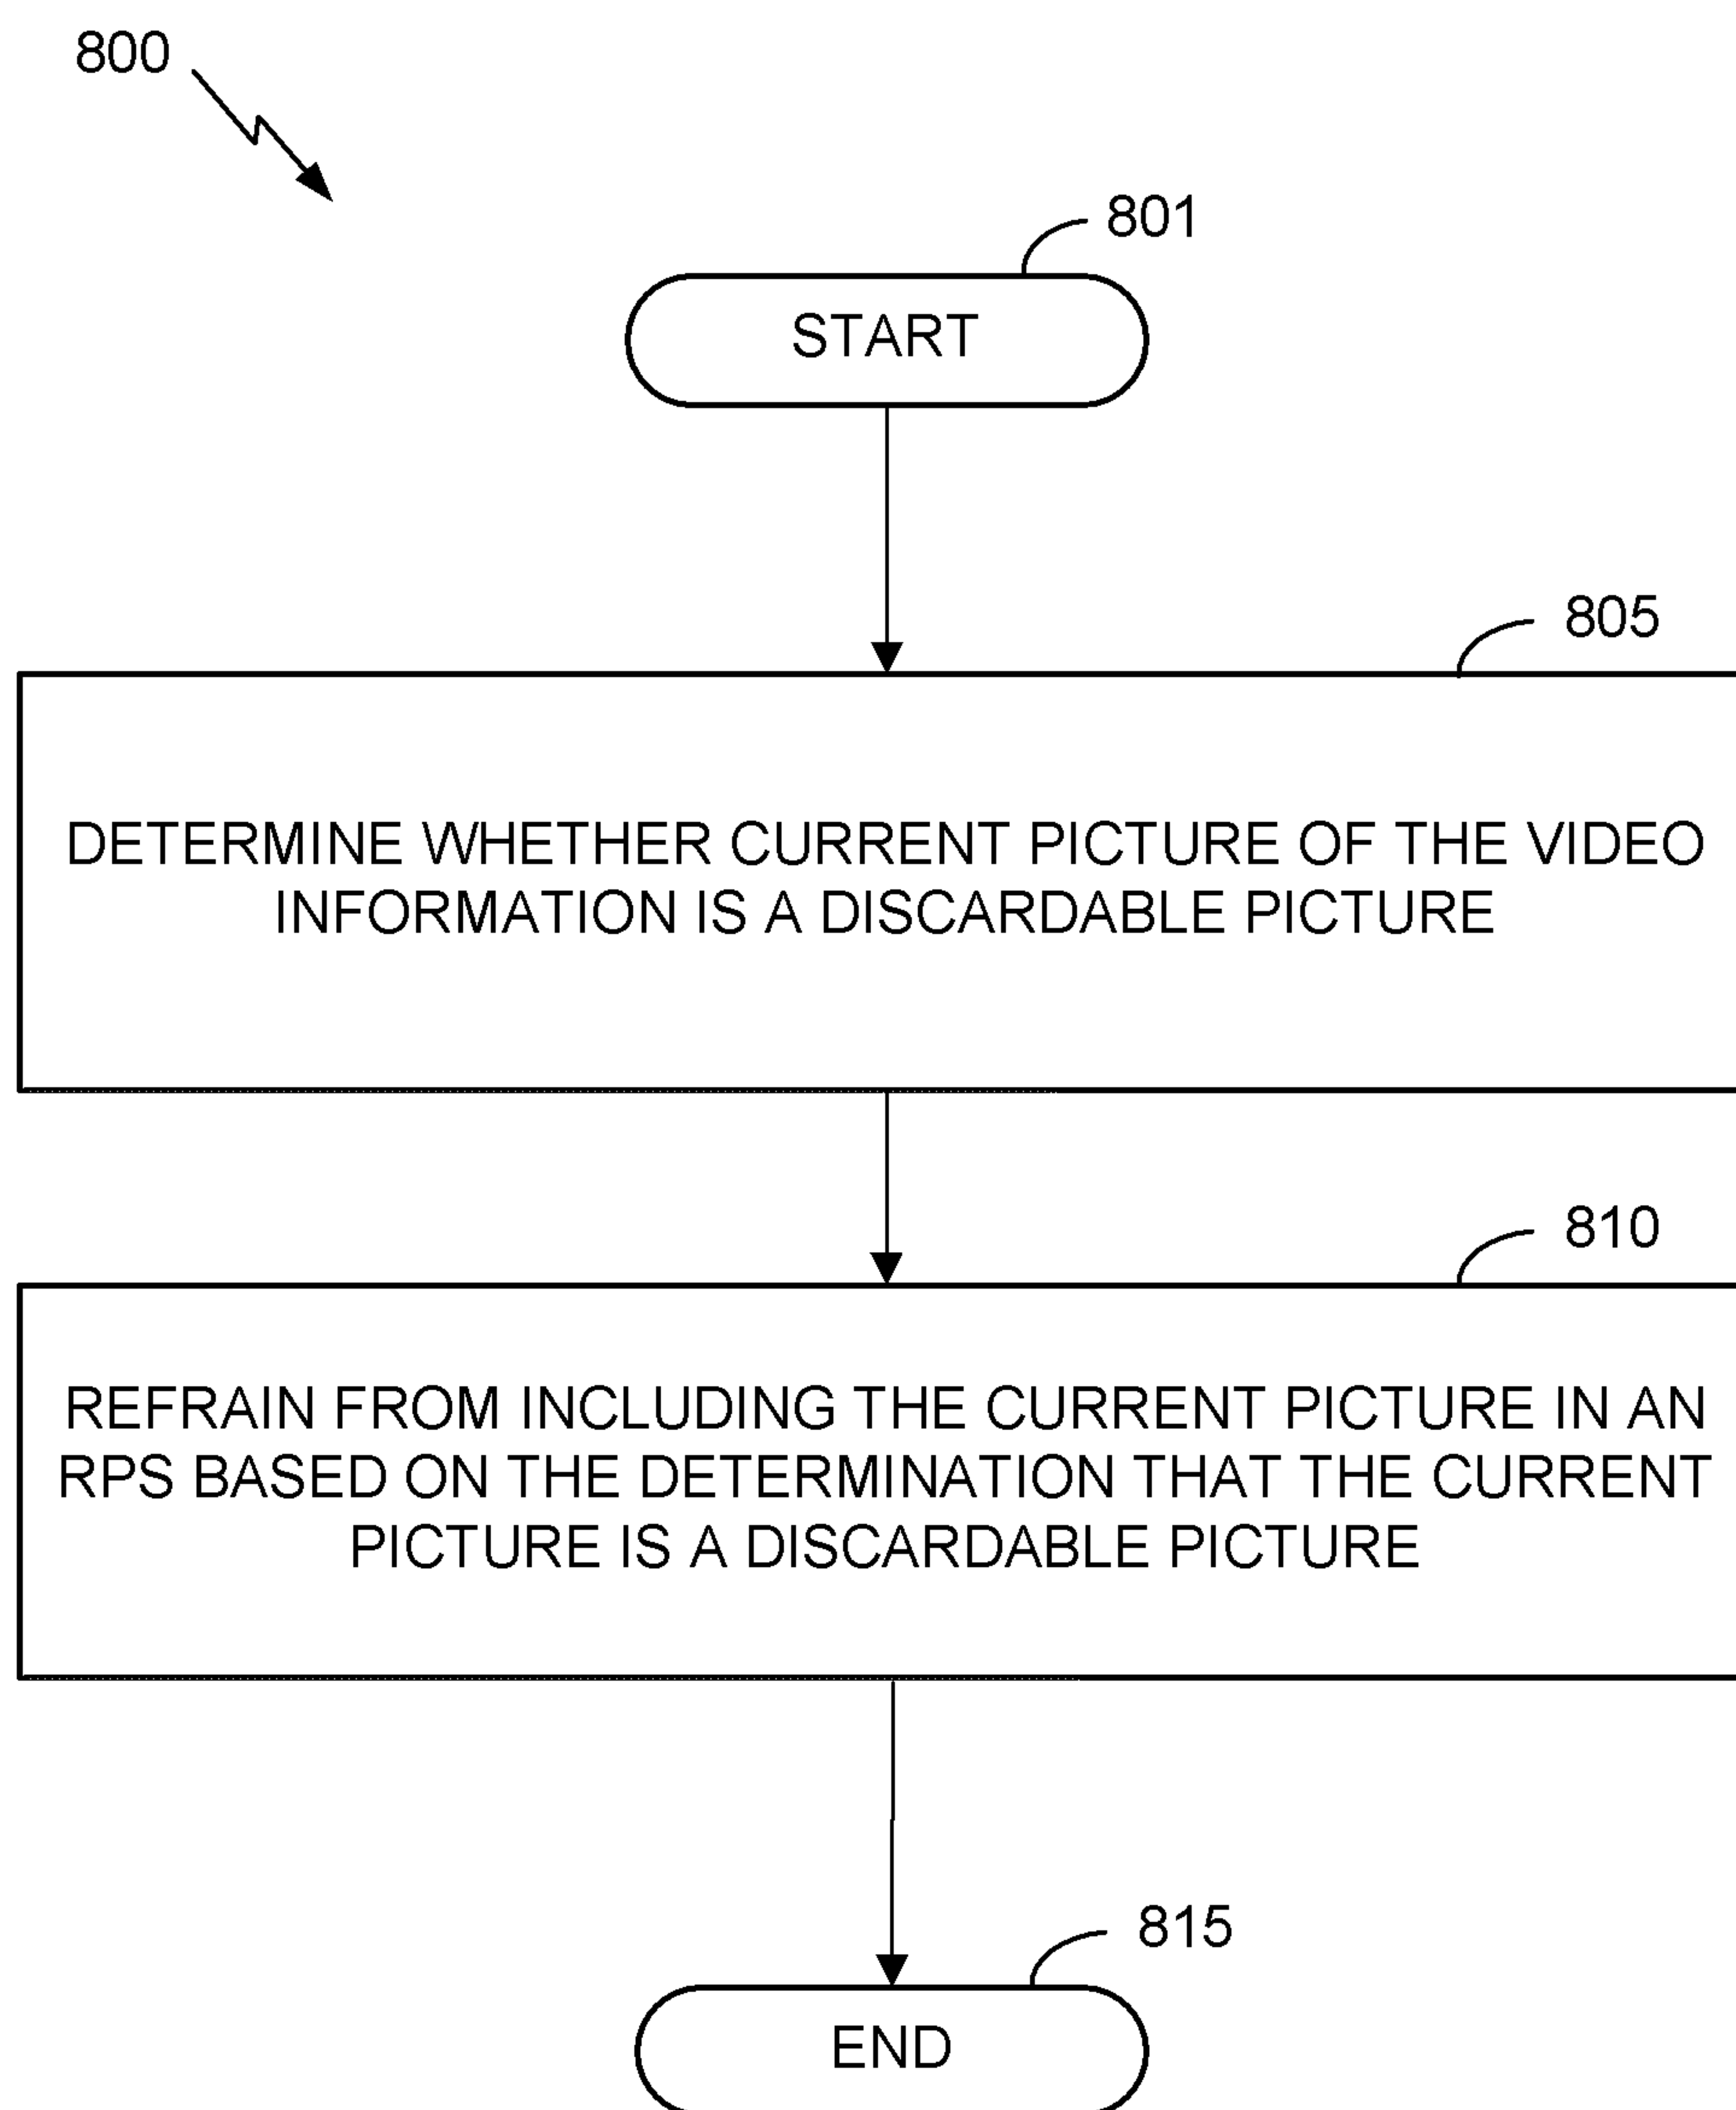 800
801
START
805
DETERMINE WHETHER CURRENT PICTURE OF THE VIDEO
INFORMATION IS A DISCARDABLE PICTURE
810
REFRAIN FROM INCLUDING THE CURRENT PICTURE IN AN
RPS BASED ON THE DETERMINATION THAT THE CURRENT
PICTURE IS A DISCARDABLE PICTURE
815
END